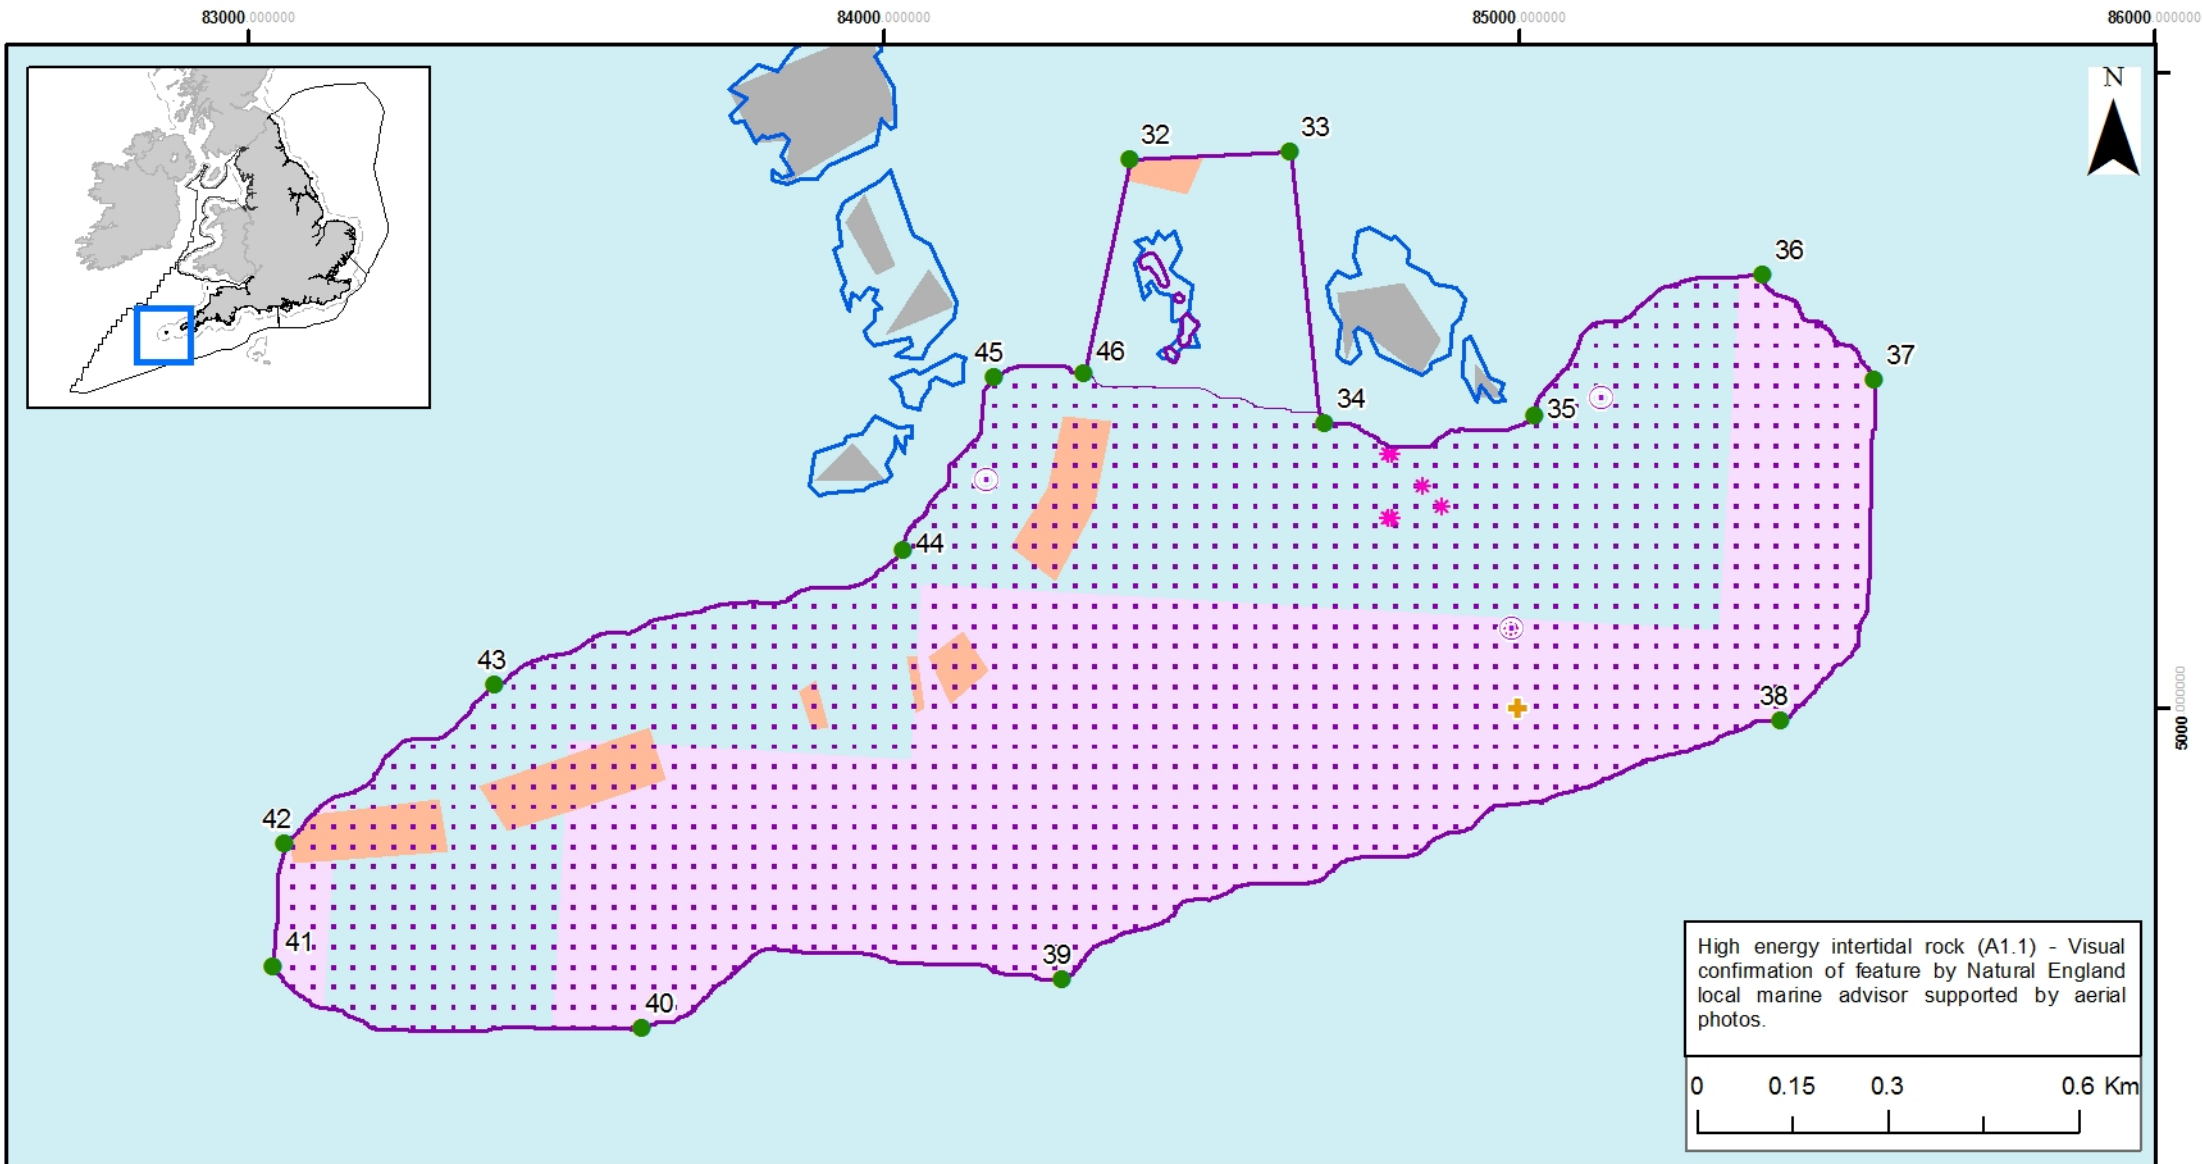 83000.000000 84000.000000 85000.000000 86000.000000
N
32 33
36
45 46 37
34 35
44
43
38
42
41 39
40
5000.000000
High energy intertidal rock (A1.1) - Visual
confirmation of feature by Natural England
local marine advisor supported by aerial
photos.
0 0.15 0.3 0.6 Km